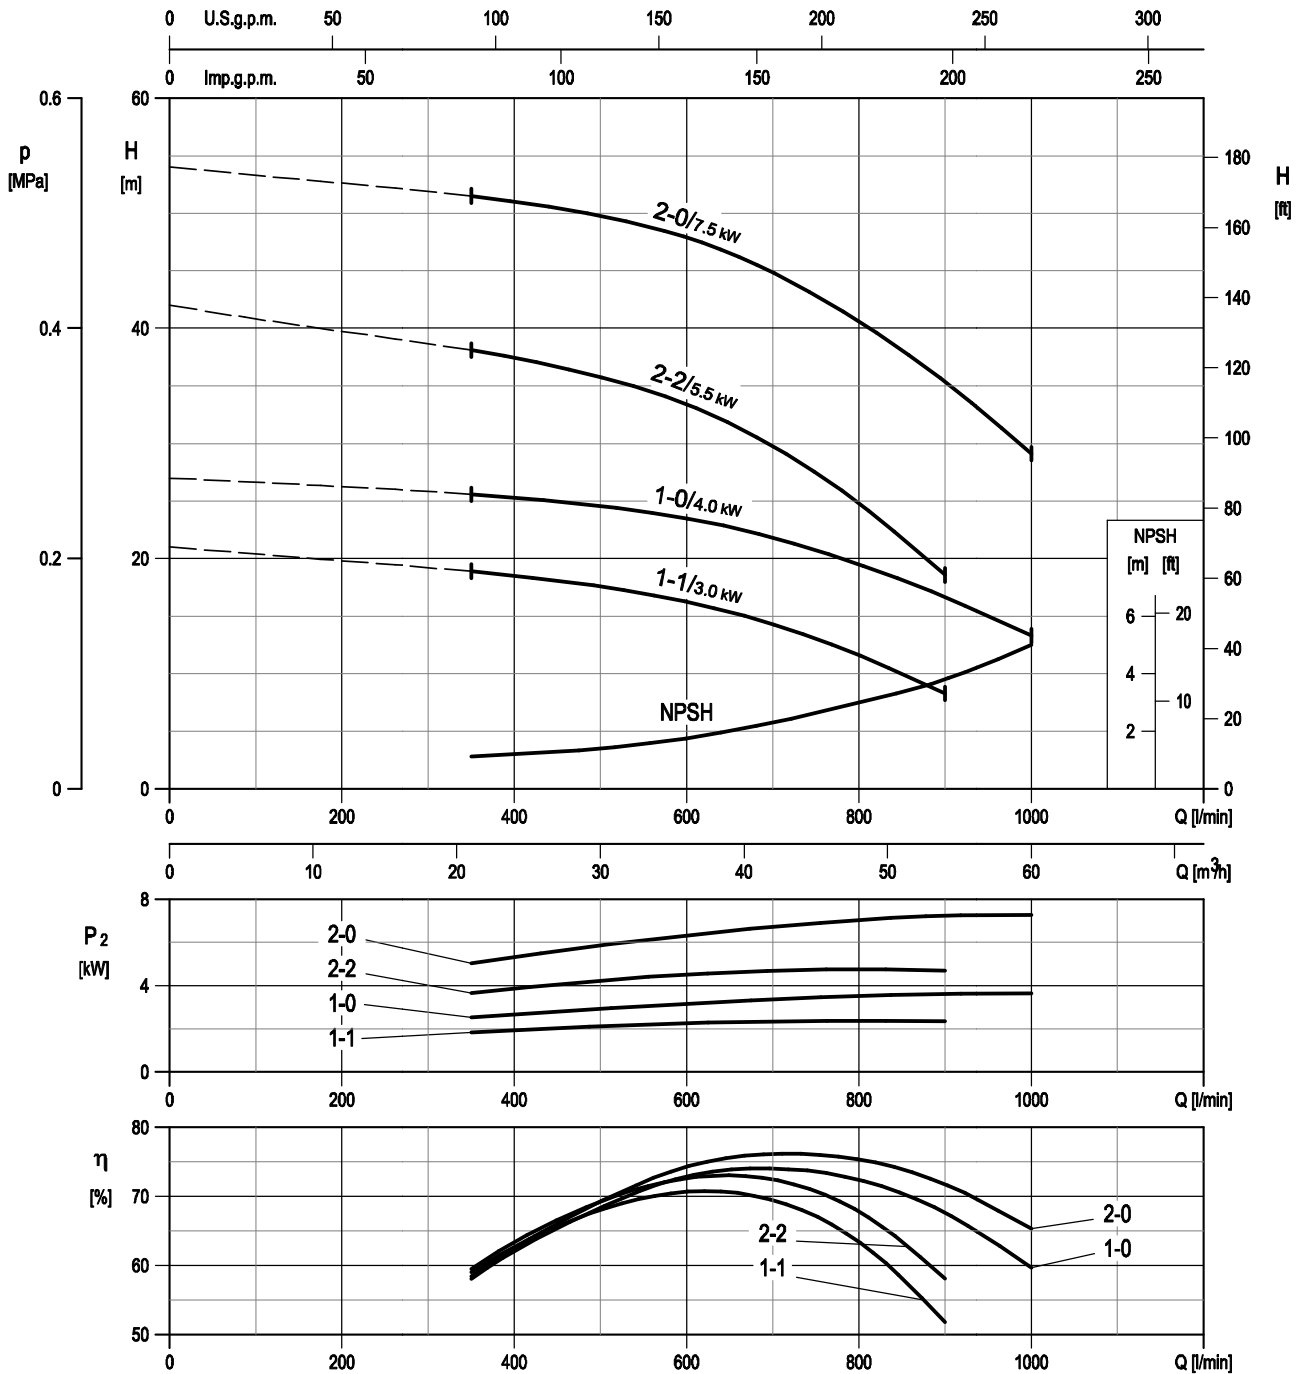 0 U.S.g.p.m. 50 100 150 200 250 300
0 Imp.g.p.m. 50 100 150 200 250
p
[MPa]
0.6
0.4
0.2
0
H
[m]
60
40
20
0
H
[ft]
180
160
140
120
100
80
60
40
20
0
2-0/7.5 kW
2-2/5.5 kW
1-0/4.0 kW
1-1/3.0 kW
NPSH
NPSH
[m] [ft]
6 20
4
10
2
0 200 400 600 800 1000 Q [l/min]
0 10 20 30 40 50 60 Q [m³/h]
P2
[kW]
8
4
0
2-0
2-2
1-0
1-1
0 200 400 600 800 1000 Q [l/min]
η
[%]
80
70
60
50
2-2
1-1
2-0
1-0
0 200 400 600 800 1000 Q [l/min]